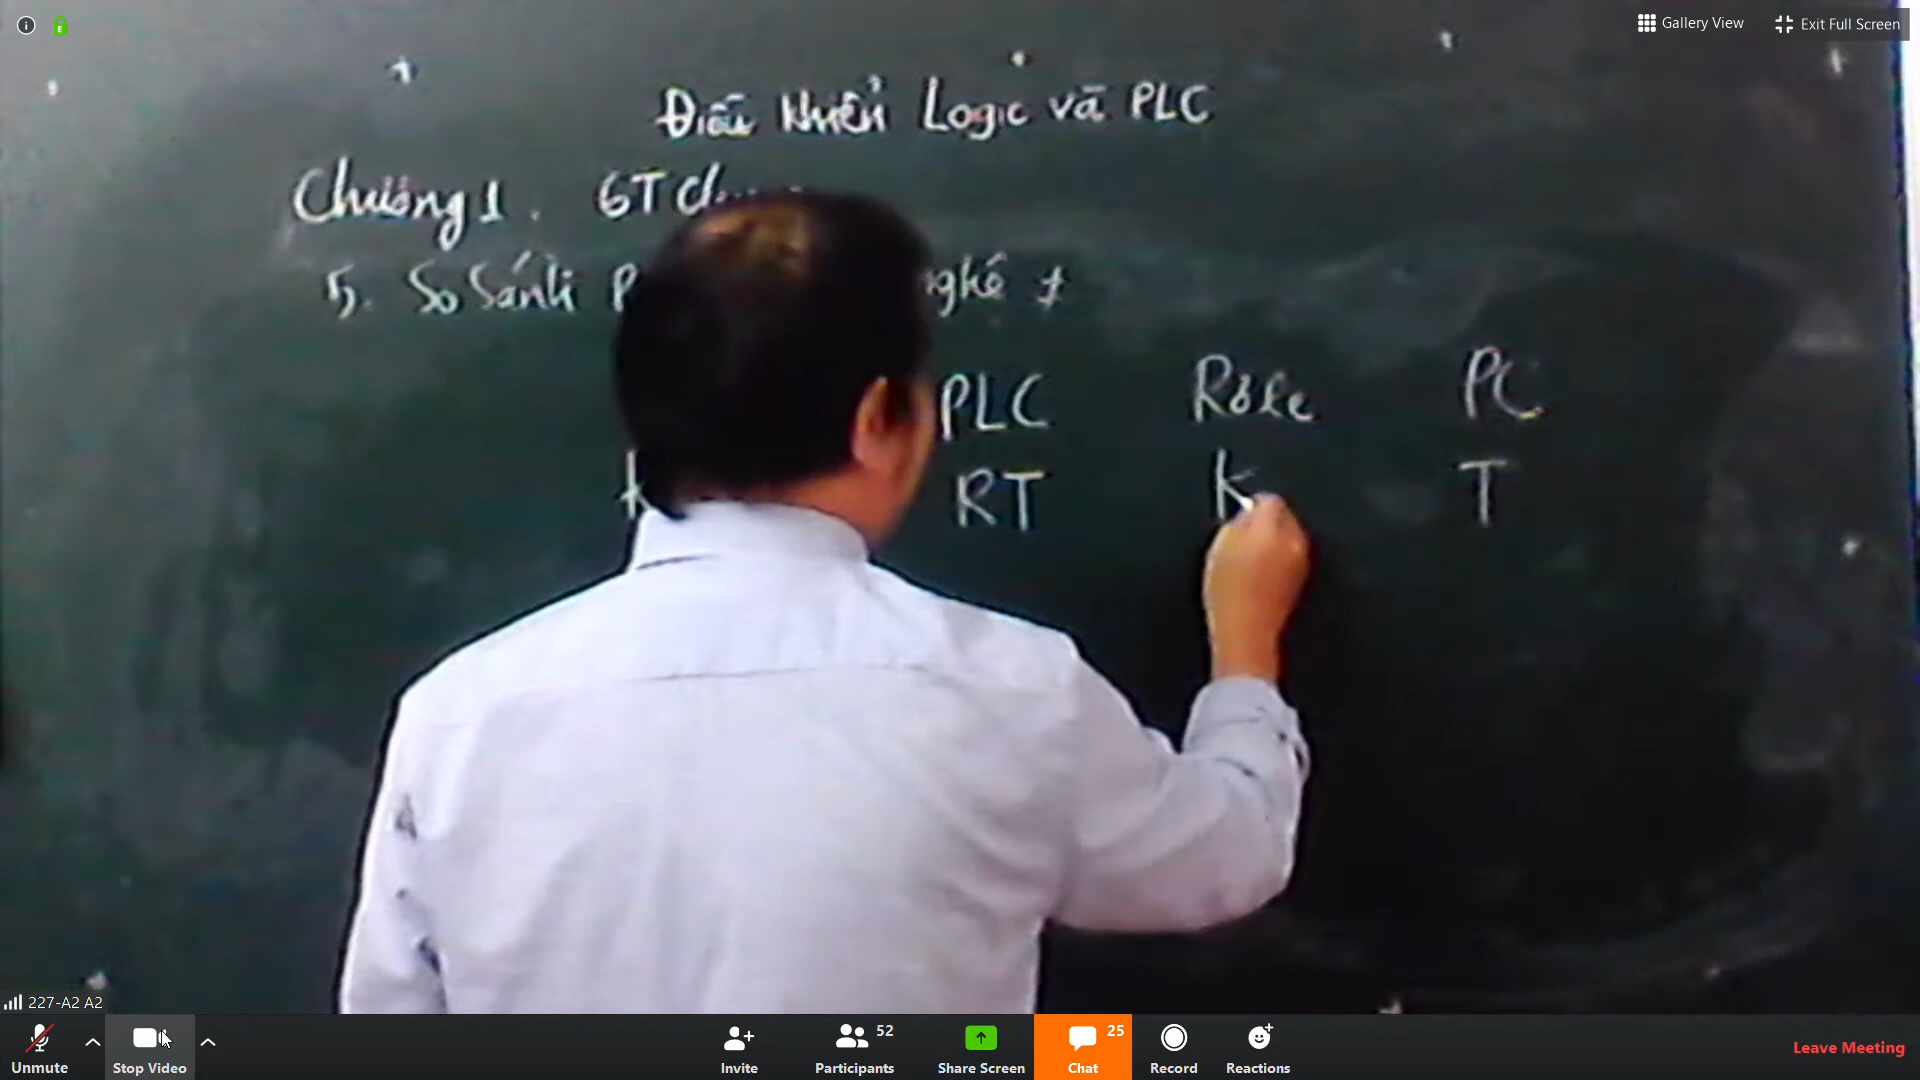 Gallery View Exit Full Screen
Điều khiển Logic và PLC
Chương 1. GT
5. So Sánh
PLC Rơle PC
RT K T
227-A2 A2
Unmute Stop Video Invite Participants 52 Share Screen Chat 25 Record Reactions Leave Meeting